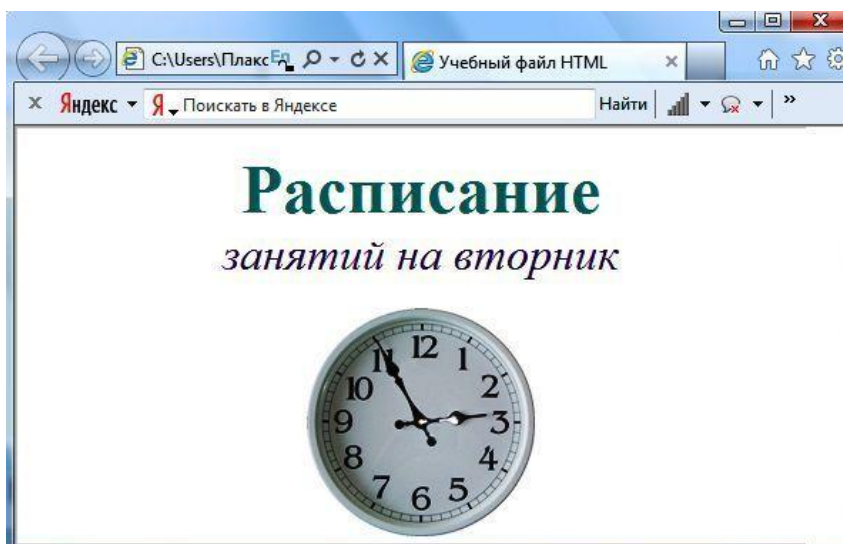 C:\Users\Плакс
Учебный файл HTML
Яндекс Я Поискать в Яндексе Найти
Расписание
занятий на вторник
12
11 1
10 2
9 3
8 4
7 5
6